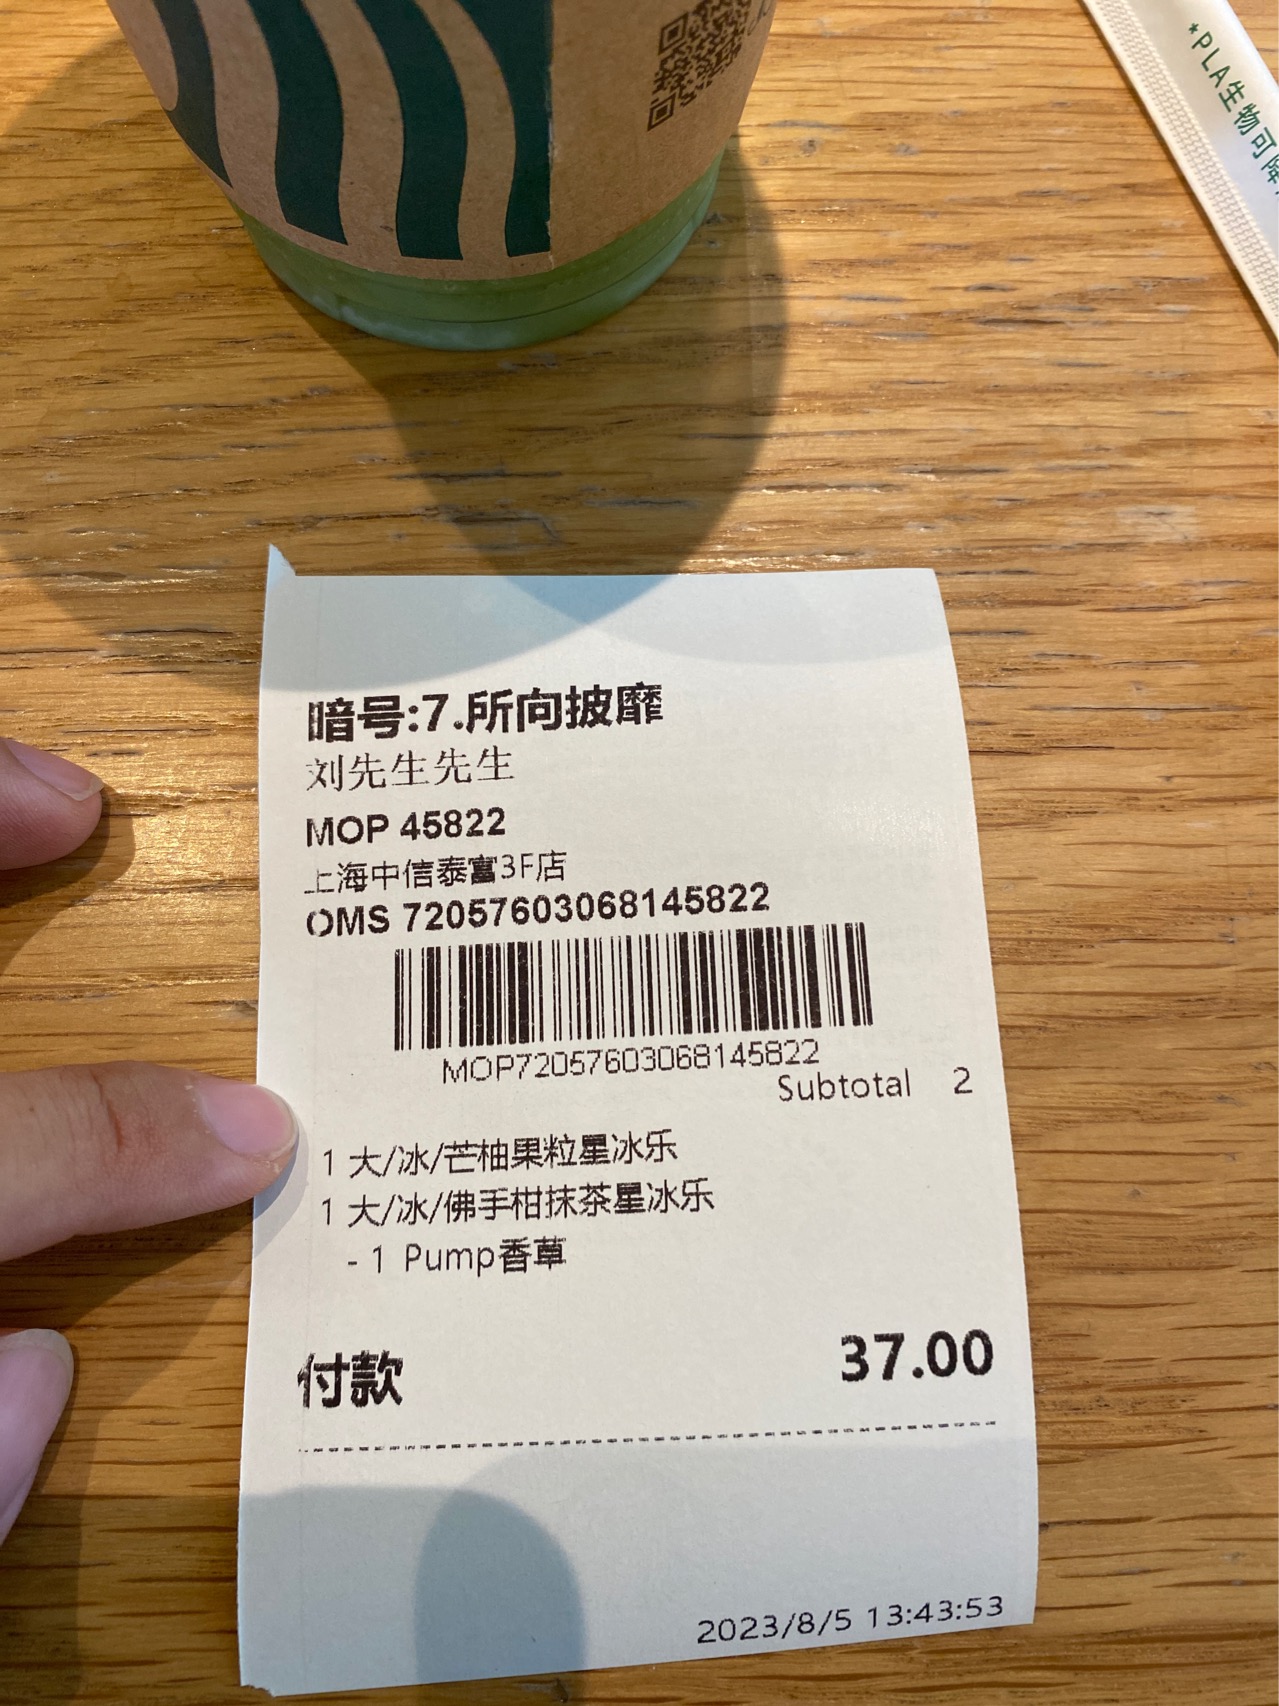 *PLA生物可降
暗号:7.所向披靡
刘先生先生
MOP 45822
上海中信泰富3F店
OMS 72057603068145822
MOP72057603068145822
Subtotal 2
1 大/冰/芒柚果粒星冰乐
1 大/冰/佛手柑抹茶星冰乐
- 1 Pump香草
付款 37.00
2023/8/5 13:43:53